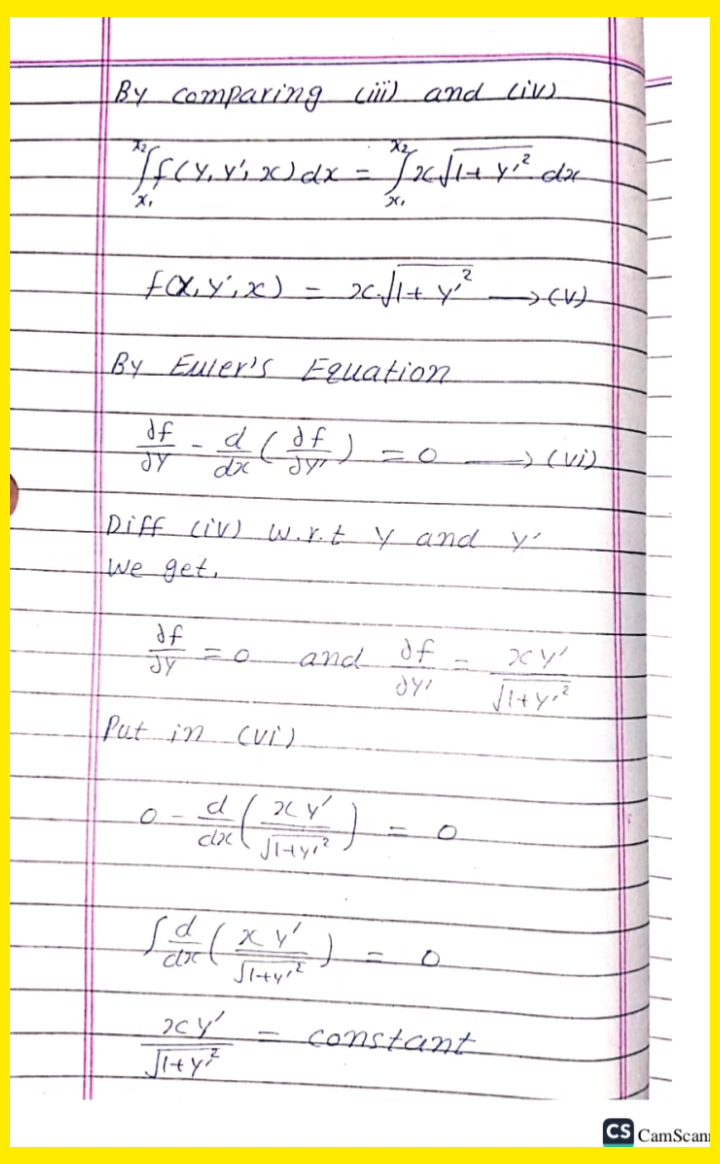 By comparing (iii) and (iv)
∫_{x₁}^{x₂} f(y, y', x) dx = ∫_{x₁}^{x₂} x√(1+y'²) dx
f(y, y', x) = x√(1+y'²) → (v)
By Euler's Equation
∂f/∂y - d/dx (∂f/∂y') = 0 → (vi)
Diff (iv) w.r.t y and y'
we get,
∂f/∂y = 0 and ∂f/∂y' = xy'/√(1+y'²)
Put in (vi)
0 - d/dx (xy'/√(1+y'²)) = 0
∫ d/dx (xy'/√(1+y'²)) = 0
xy'/√(1+y'²) = constant
CS CamScan